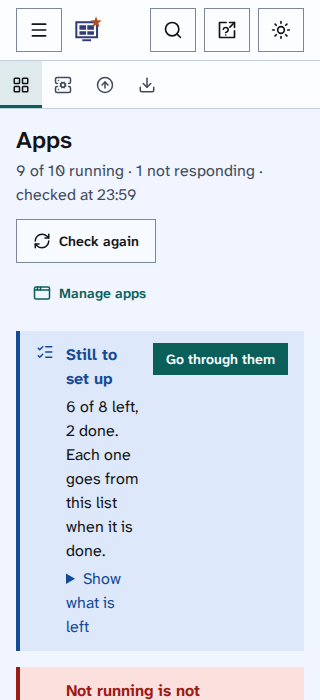 Apps
9 of 10 running · 1 not responding ·
checked at 23:59
Check again
Manage apps
Still to
set up
Go through them
6 of 8 left,
2 done.
Each one
goes from
this list
when it is
done.
Show
what is
left
Not running is not